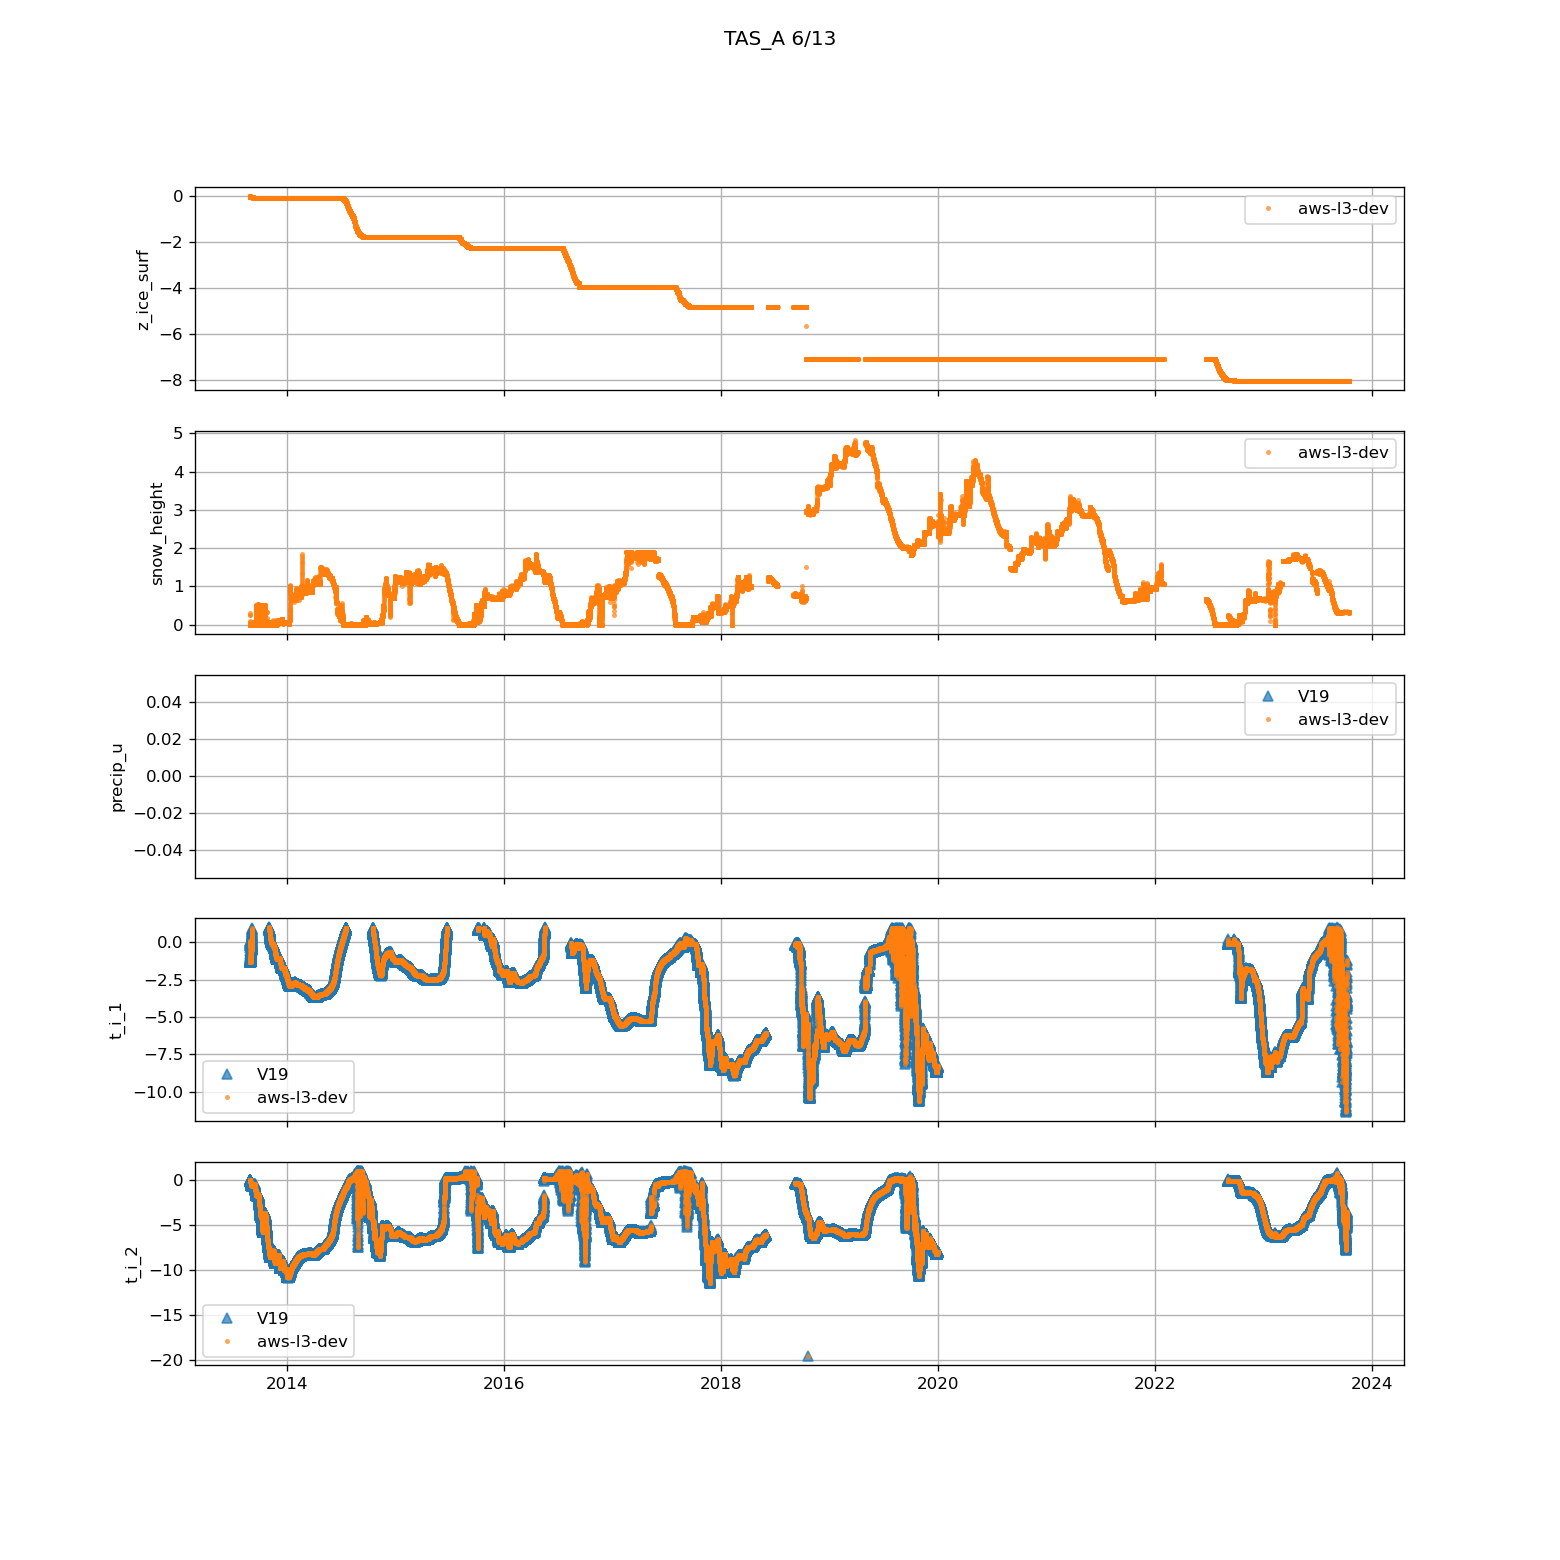 TAS_A 6/13
0
−2
−4
−6
−8
z_ice_surf
aws-l3-dev
5
4
3
2
1
0
snow_height
aws-l3-dev
0.04
0.02
0.00
−0.02
−0.04
precip_u
V19
aws-l3-dev
0.0
−2.5
−5.0
−7.5
−10.0
t_i_1
V19
aws-l3-dev
0
−5
−10
−15
−20
t_i_2
V19
aws-l3-dev
2014 2016 2018 2020 2022 2024